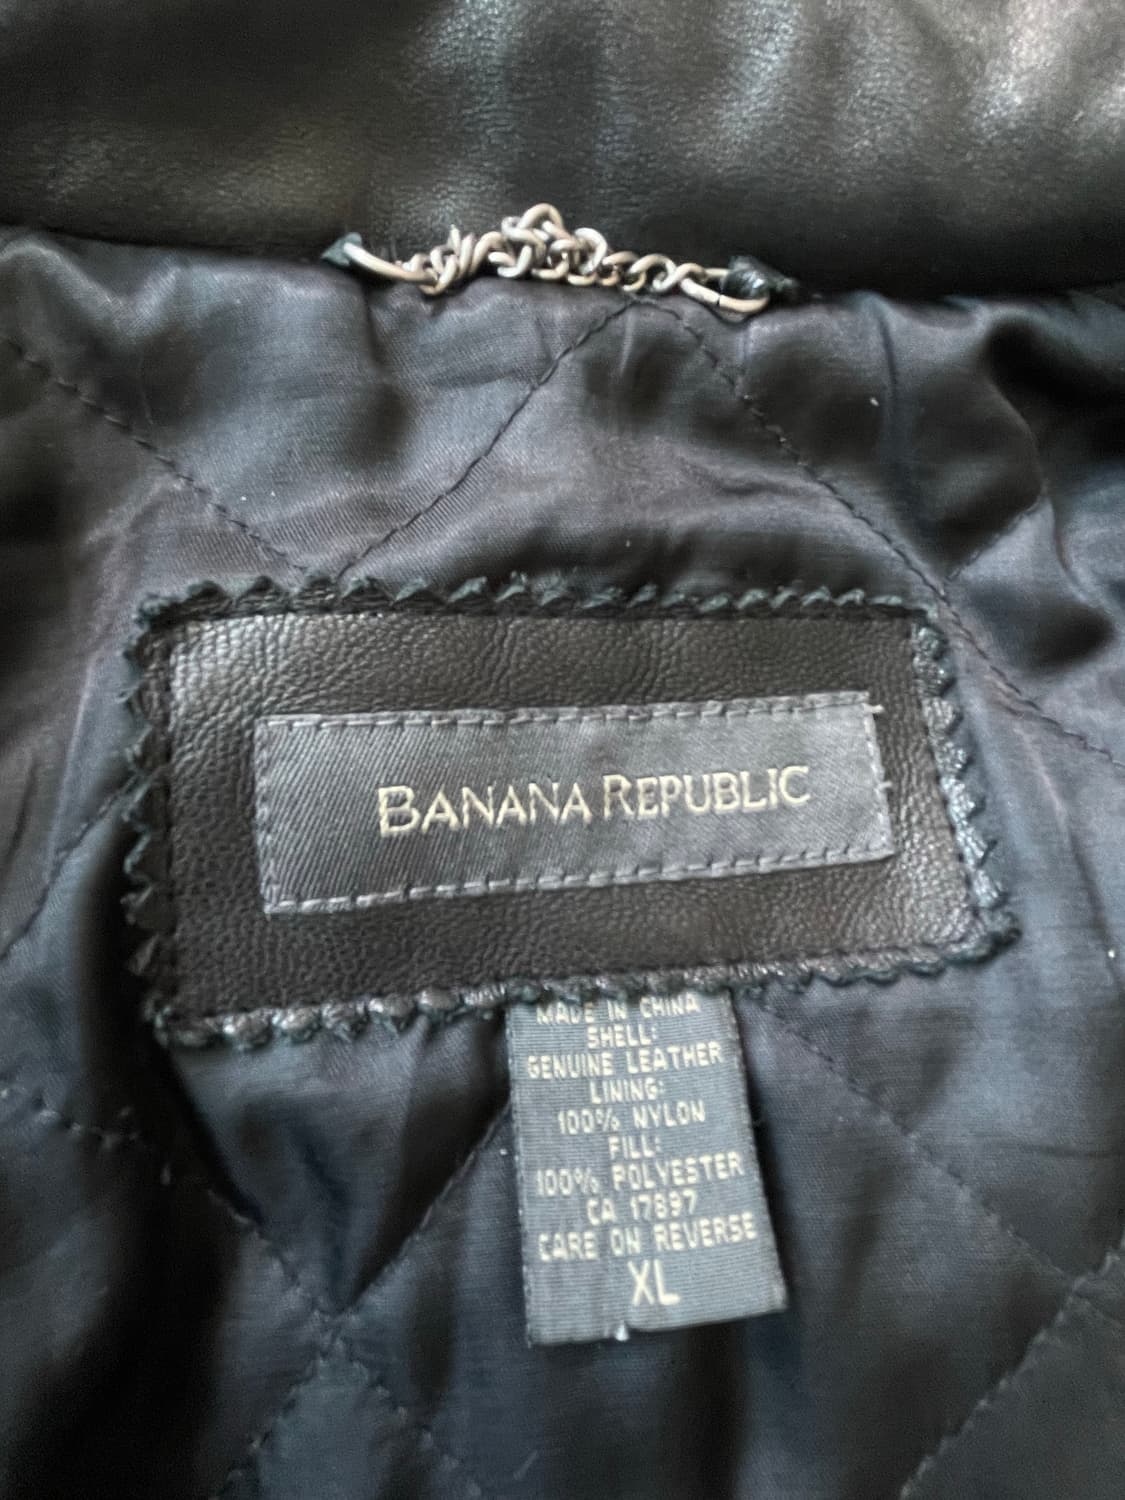 BANANA REPUBLIC
MADE IN CHINA
SHELL:
GENUINE LEATHER
LINING:
100% NYLON
FILL:
100% POLYESTER
CA 17897
CARE ON REVERSE
XL